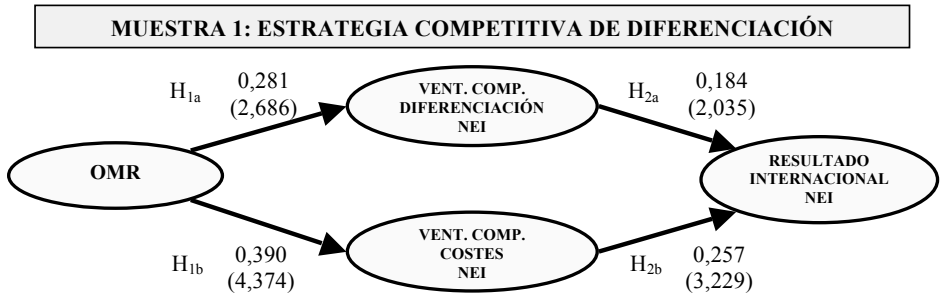 MUESTRA 1: ESTRATEGIA COMPETITIVA DE DIFERENCIACIÓN
H1a
0,281
(2,686)
VENT. COMP.
DIFERENCIACIÓN
NEI
H2a
0,184
(2,035)
OMR
RESULTADO
INTERNACIONAL
NEI
H1b
0,390
(4,374)
VENT. COMP.
COSTES
NEI
H2b
0,257
(3,229)